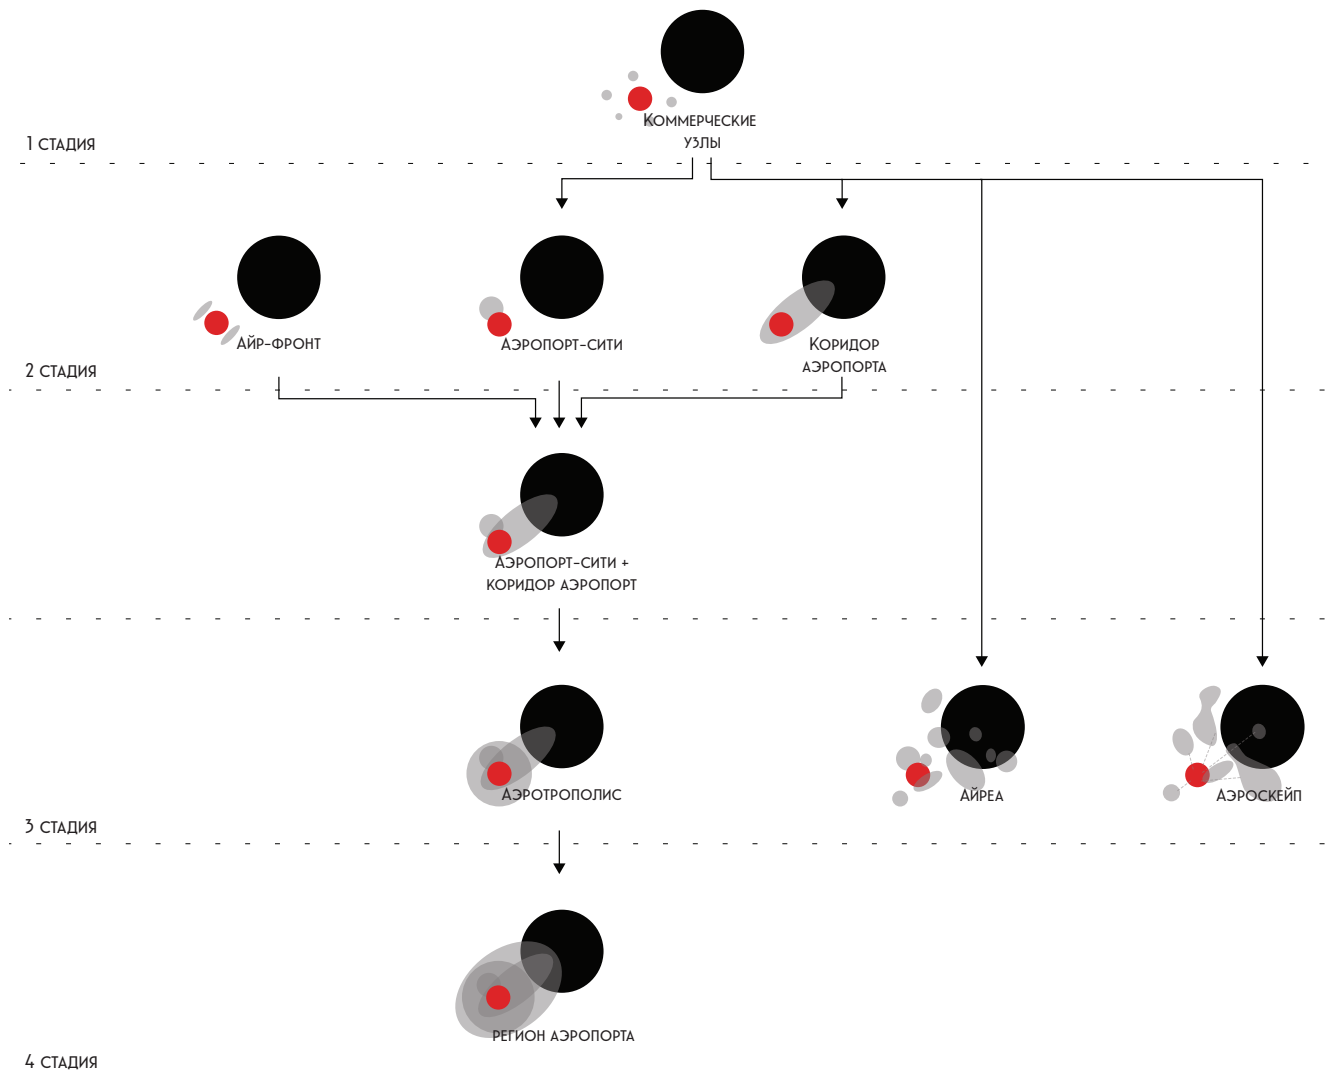 Коммерческие
узлы
1 стадия
Айр-фронт
Аэропорт-сити
Коридор
аэропорта
2 стадия
Аэропорт-сити +
коридор аэропорт
Аэротрополис
Айреа
Аэроскейп
3 стадия
регион аэропорта
4 стадия